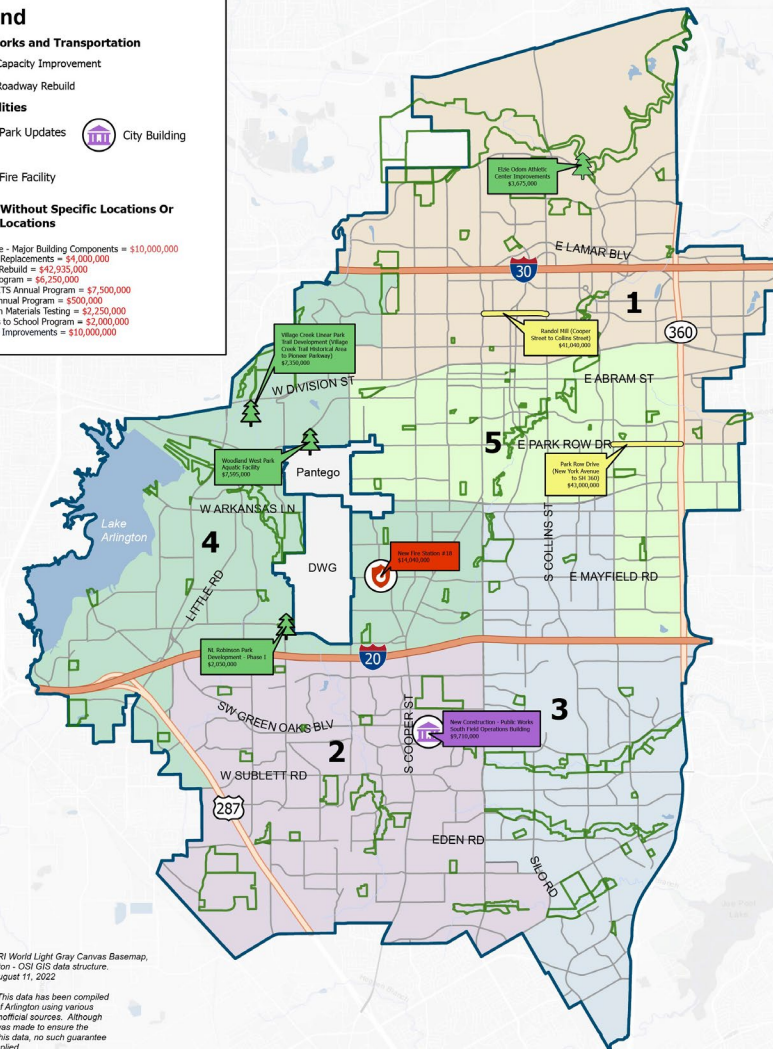 nd
orks and Transportation
Capacity Improvement
Roadway Rebuild
lities
Park Updates
City Building
Fire Facility
Without Specific Locations Or
Locations
e - Major Building Components = $10,000,000
Replacements = $4,000,000
Rebuild = $42,935,000
ogram = $6,250,000
TS Annual Program = $7,500,000
nnual Program = $500,000
n Materials Testing = $2,250,000
s to School Program = $2,000,000
Improvements = $10,000,000
Elzie Odom Athletic
Center Improvements
$3,675,000
E LAMAR BLV
30
1
360
Randol Mill (Cooper
Street to Collins Street)
$41,040,000
Village Creek Linear Park
Trail Development (Village
Creek Trail Historical Area
to Pioneer Parkway)
$7,350,000
W DIVISION ST
E ABRAM ST
5
E PARK ROW DR
Woodland West Park
Aquatic Facility
$7,595,000
Pantego
Park Row Drive
(New York Avenue
to SH 360)
$43,000,000
W ARKANSAS LN
Lake
Arlington
4
S COLLINS ST
New Fire Station #18
$14,040,000
DWG
E MAYFIELD RD
LITTLE RD
NL Robinson Park
Development - Phase I
$2,050,000
20
SW GREEN OAKS BLV
S COOPER ST
3
New Construction - Public Works
South Field Operations Building
$9,710,000
2
W SUBLETT RD
287
EDEN RD
SILO RD
Joe Pool
Lake
RI World Light Gray Canvas Basemap,
ton - OSI GIS data structure.
ugust 11, 2022
This data has been compiled
f Arlington using various
nofficial sources. Although
was made to ensure the
his data, no such guarantee
plied.